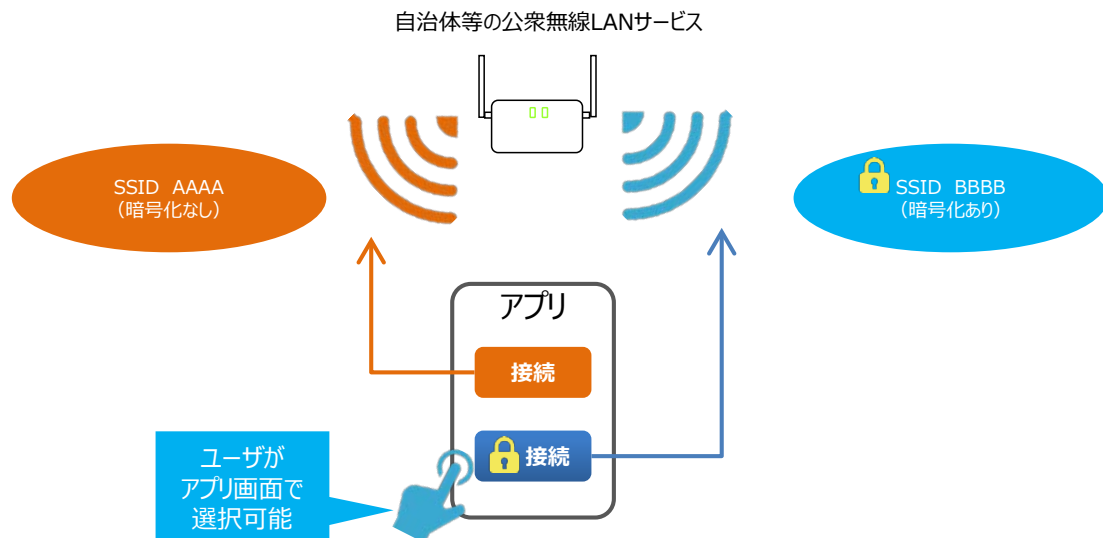 自治体等の公衆無線LANサービス
SSID AAAA
(暗号化なし)
SSID BBBB
(暗号化あり)
アプリ
接続
接続
ユーザが
アプリ画面で
選択可能